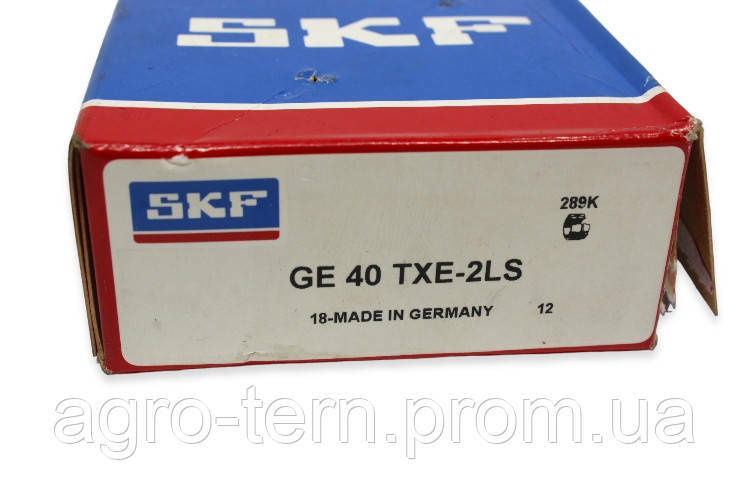 SKF
SKF
289K
GE 40 TXE-2LS
18-MADE IN GERMANY 12
agro-tern.prom.ua